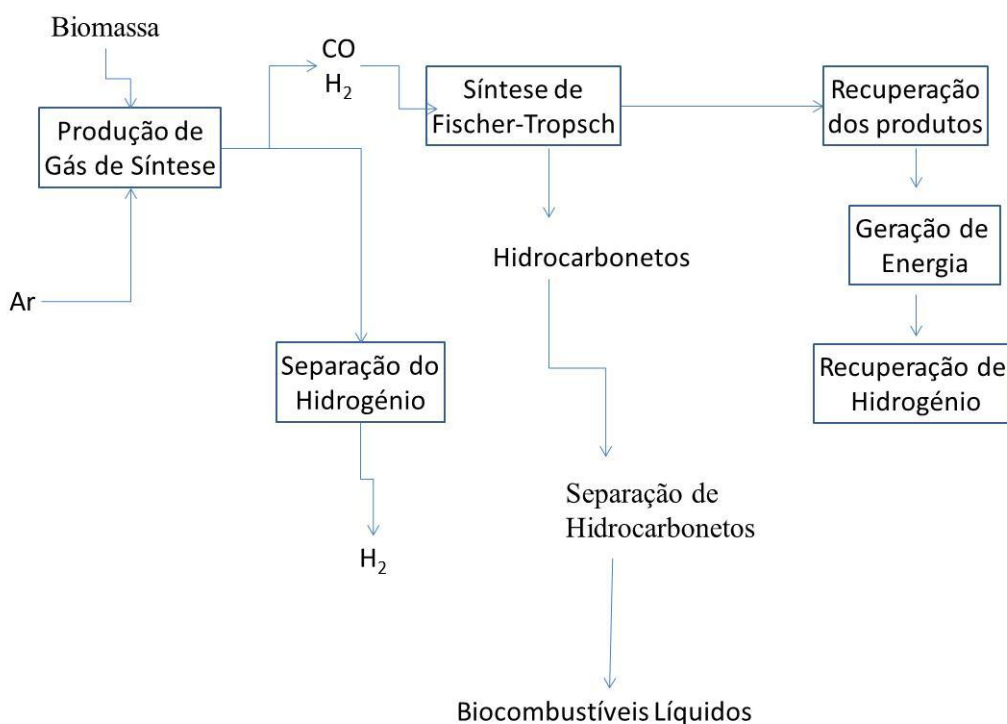 Biomassa
CO
H₂
Síntese de
Fischer-Tropsch
Recuperação
dos produtos
Produção de
Gás de Síntese
Geração de
Energia
Hidrocarbonetos
Ar
Separação do
Hidrogénio
Recuperação de
Hidrogénio
Separação de
Hidrocarbonetos
H₂
Biocombustíveis Líquidos